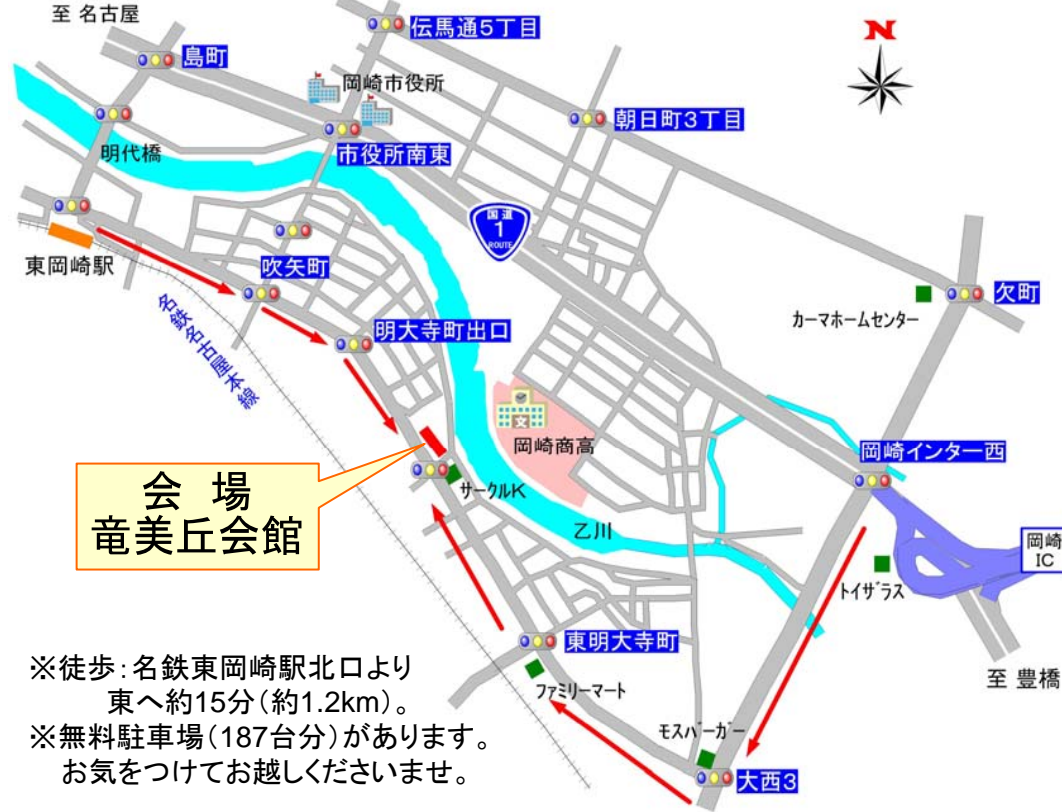 至 名古屋
伝馬通5丁目
N
島町
岡崎市役所
朝日町3丁目
明代橋
市役所南東
国道
1
ROUTE
東岡崎駅
吹矢町
欠町
カーマホームセンター
名鉄名古屋本線
明大寺町出口
岡崎商高
文
岡崎インター西
会 場
竜美丘会館
サークルK
乙川
岡崎
IC
トイザラス
東明大寺町
至 豊橋
※徒歩:名鉄東岡崎駅北口より
東へ約15分(約1.2km)。
ファミリーマート
※無料駐車場(187台分)があります。
お気をつけてお越しくださいませ。
モスバーガー
大西3